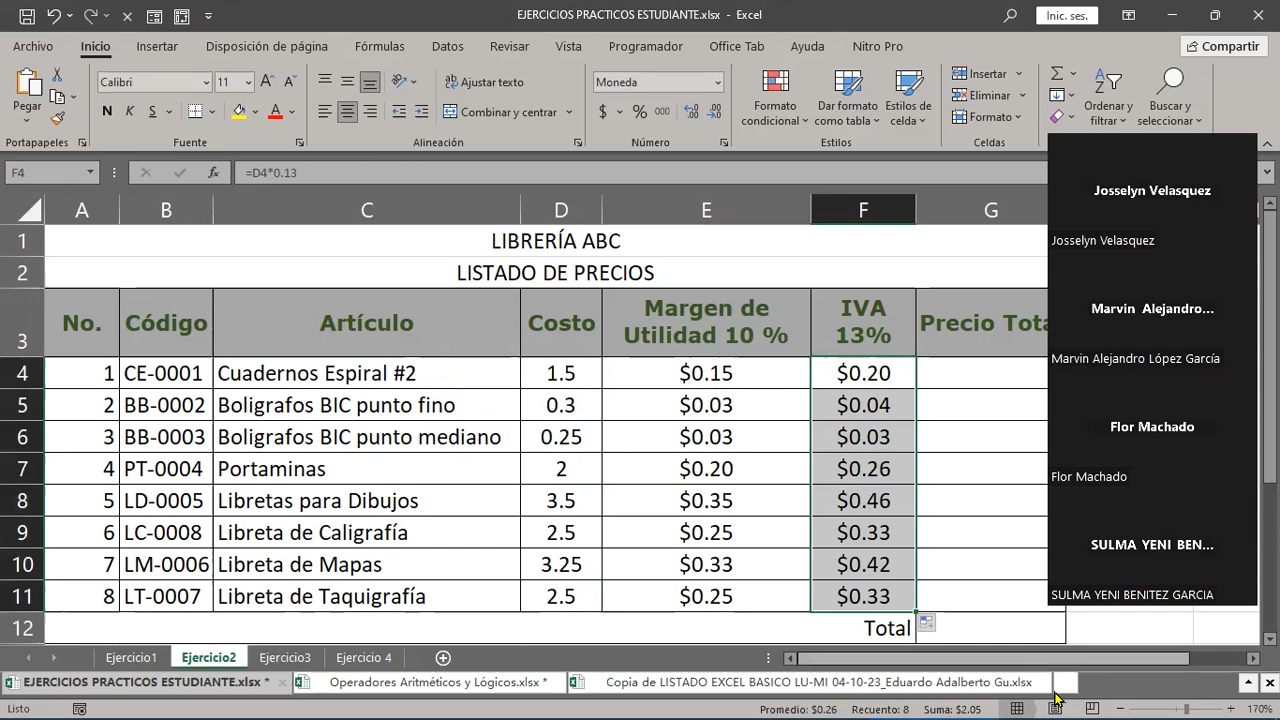 EJERCICIOS PRACTICOS ESTUDIANTE.xlsx - Excel
Inic. ses.
Archivo Inicio Insertar Disposición de página Fórmulas Datos Revisar Vista Programador Office Tab Ayuda Nitro Pro
Compartir
Pegar
Portapapeles
Calibri 11
N K S
Fuente
Ajustar texto
Combinar y centrar
Alineación
Moneda
$ % 000
Número
Formato condicional
Dar formato como tabla
Estilos de celda
Estilos
Insertar
Eliminar
Formato
Celdas
Ordenar y filtrar
Buscar y seleccionar
F4 fx =D4*0.13
A B C D E F G
1 LIBRERÍA ABC
2 LISTADO DE PRECIOS
3 No. Código Artículo Costo Margen de Utilidad 10 % IVA 13% Precio Tota
4 1 CE-0001 Cuadernos Espiral #2 1.5 $0.15 $0.20
5 2 BB-0002 Boligrafos BIC punto fino 0.3 $0.03 $0.04
6 3 BB-0003 Boligrafos BIC punto mediano 0.25 $0.03 $0.03
7 4 PT-0004 Portaminas 2 $0.20 $0.26
8 5 LD-0005 Libretas para Dibujos 3.5 $0.35 $0.46
9 6 LC-0008 Libreta de Caligrafía 2.5 $0.25 $0.33
10 7 LM-0006 Libreta de Mapas 3.25 $0.33 $0.42
11 8 LT-0007 Libreta de Taquigrafía 2.5 $0.25 $0.33
12 Total
Josselyn Velasquez
Josselyn Velasquez
Marvin Alejandro...
Marvin Alejandro López García
Flor Machado
Flor Machado
SULMA YENI BEN...
SULMA YENI BENITEZ GARCIA
Ejercicio1 Ejercicio2 Ejercicio3 Ejercicio 4
EJERCICIOS PRACTICOS ESTUDIANTE.xlsx * Operadores Aritméticos y Lógicos.xlsx * Copia de LISTADO EXCEL BASICO LU-MI 04-10-23_Eduardo Adalberto Gu.xlsx
Listo Promedio: $0.26 Recuento: 8 Suma: $2.05 170%